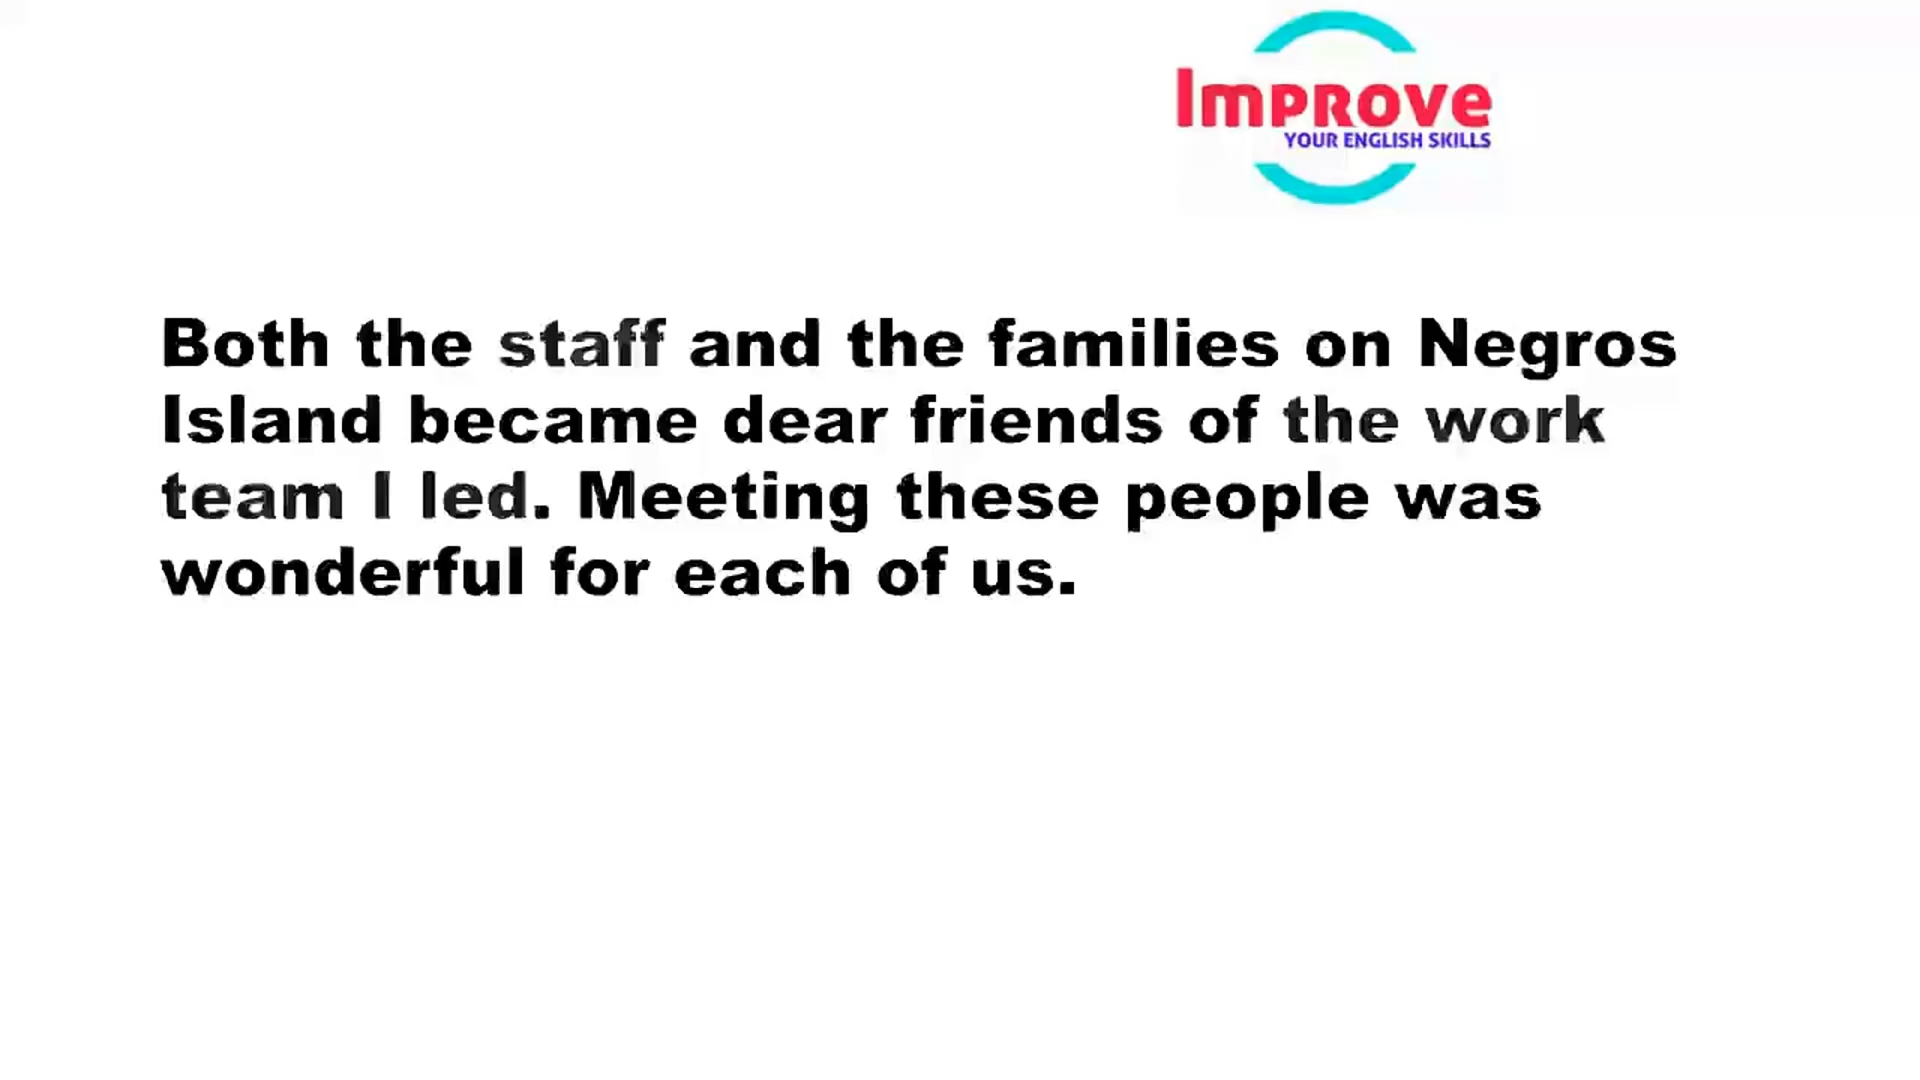 Improve
YOUR ENGLISH SKILLS
Both the staff and the families on Negros
Island became dear friends of the work
team I led. Meeting these people was
wonderful for each of us.